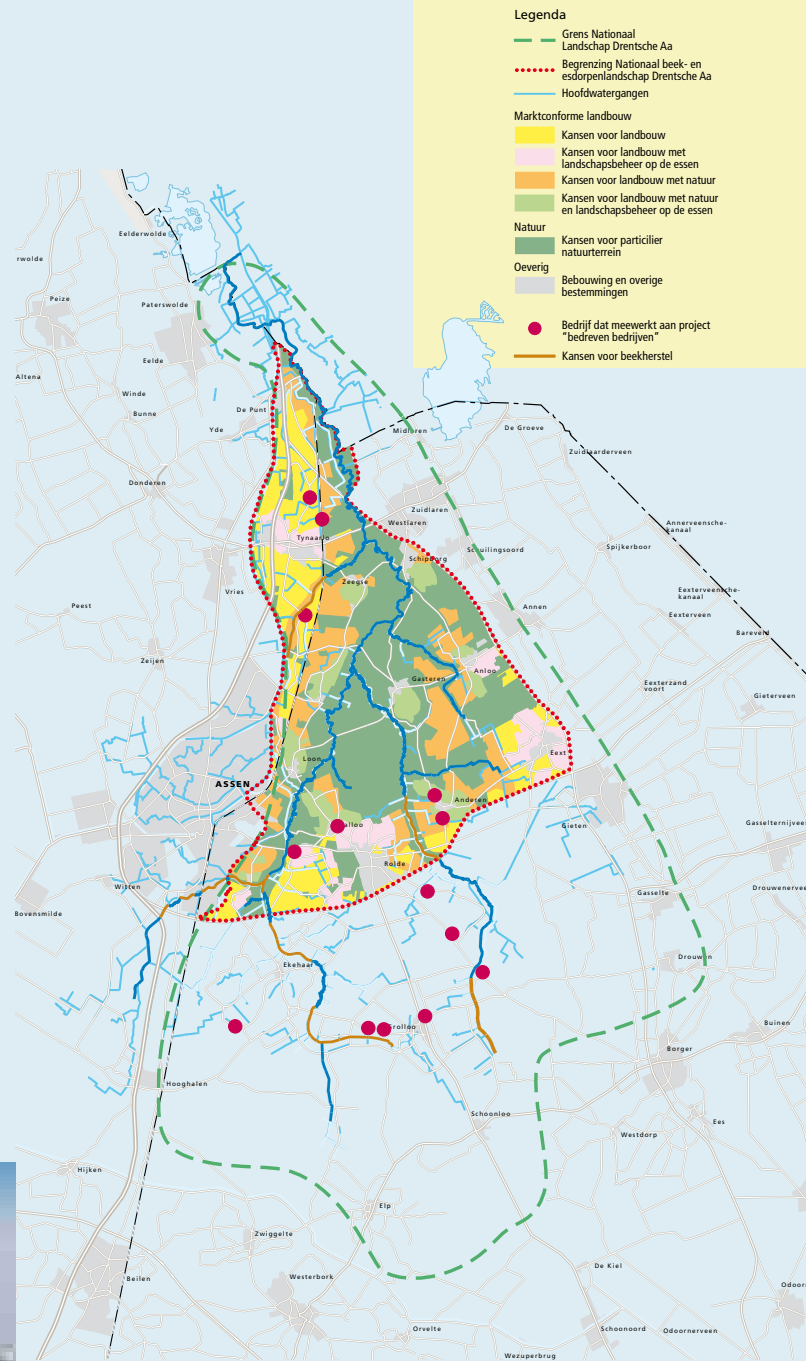 Legenda
Grens Nationaal
Landschap Drentsche Aa
Begrenzing Nationaal beek- en
esdorpenlandschap Drentsche Aa
Hoofdwatergangen
Marktconforme landbouw
Kansen voor landbouw
Kansen voor landbouw met
landschapsbeheer op de essen
Kansen voor landbouw met natuur
Kansen voor landbouw met natuur
en landschapsbeheer op de essen
Natuur
Kansen voor particilier
natuurterrein
Oeverig
Bebouwing en overige
bestemmingen
Bedrijf dat meewerkt aan project
“bedreven bedrijven”
Kansen voor beekherstel
Eelderwolde
rwolde
Peize
Paterswolde
Eelde
Altena
Winde
Bunne
De Punt
Yde
Midlaren
De Groeve
Zuidlaarderveen
Donderen
Zuidlaren
Westlaren
Annerveensche-
kanaal
Tynaarlo
Schuilingsoord
Spijkerboor
Schipborg
Zeegse
Vries
Eexterveensche-
kanaal
Peest
Annen
Eexterveen
Bareveld
Zeijen
Anloo
Gasteren
Eexterzand
voort
Gieterveen
Eext
Loon
ASSEN
Anderen
Gieten
Gasselternijveen
Rolde
Witten
Gasselte
Bovensmilde
Drouwen
Ekehaar
Buinen
Borger
Hooghalen
Schoonloo
Ees
Westdorp
Hijken
Elp
Zwiggelte
De Kiel
Beilen
Westerbork
Orvelte
Schoonoord
Odoornerveen
Wezuperbrug